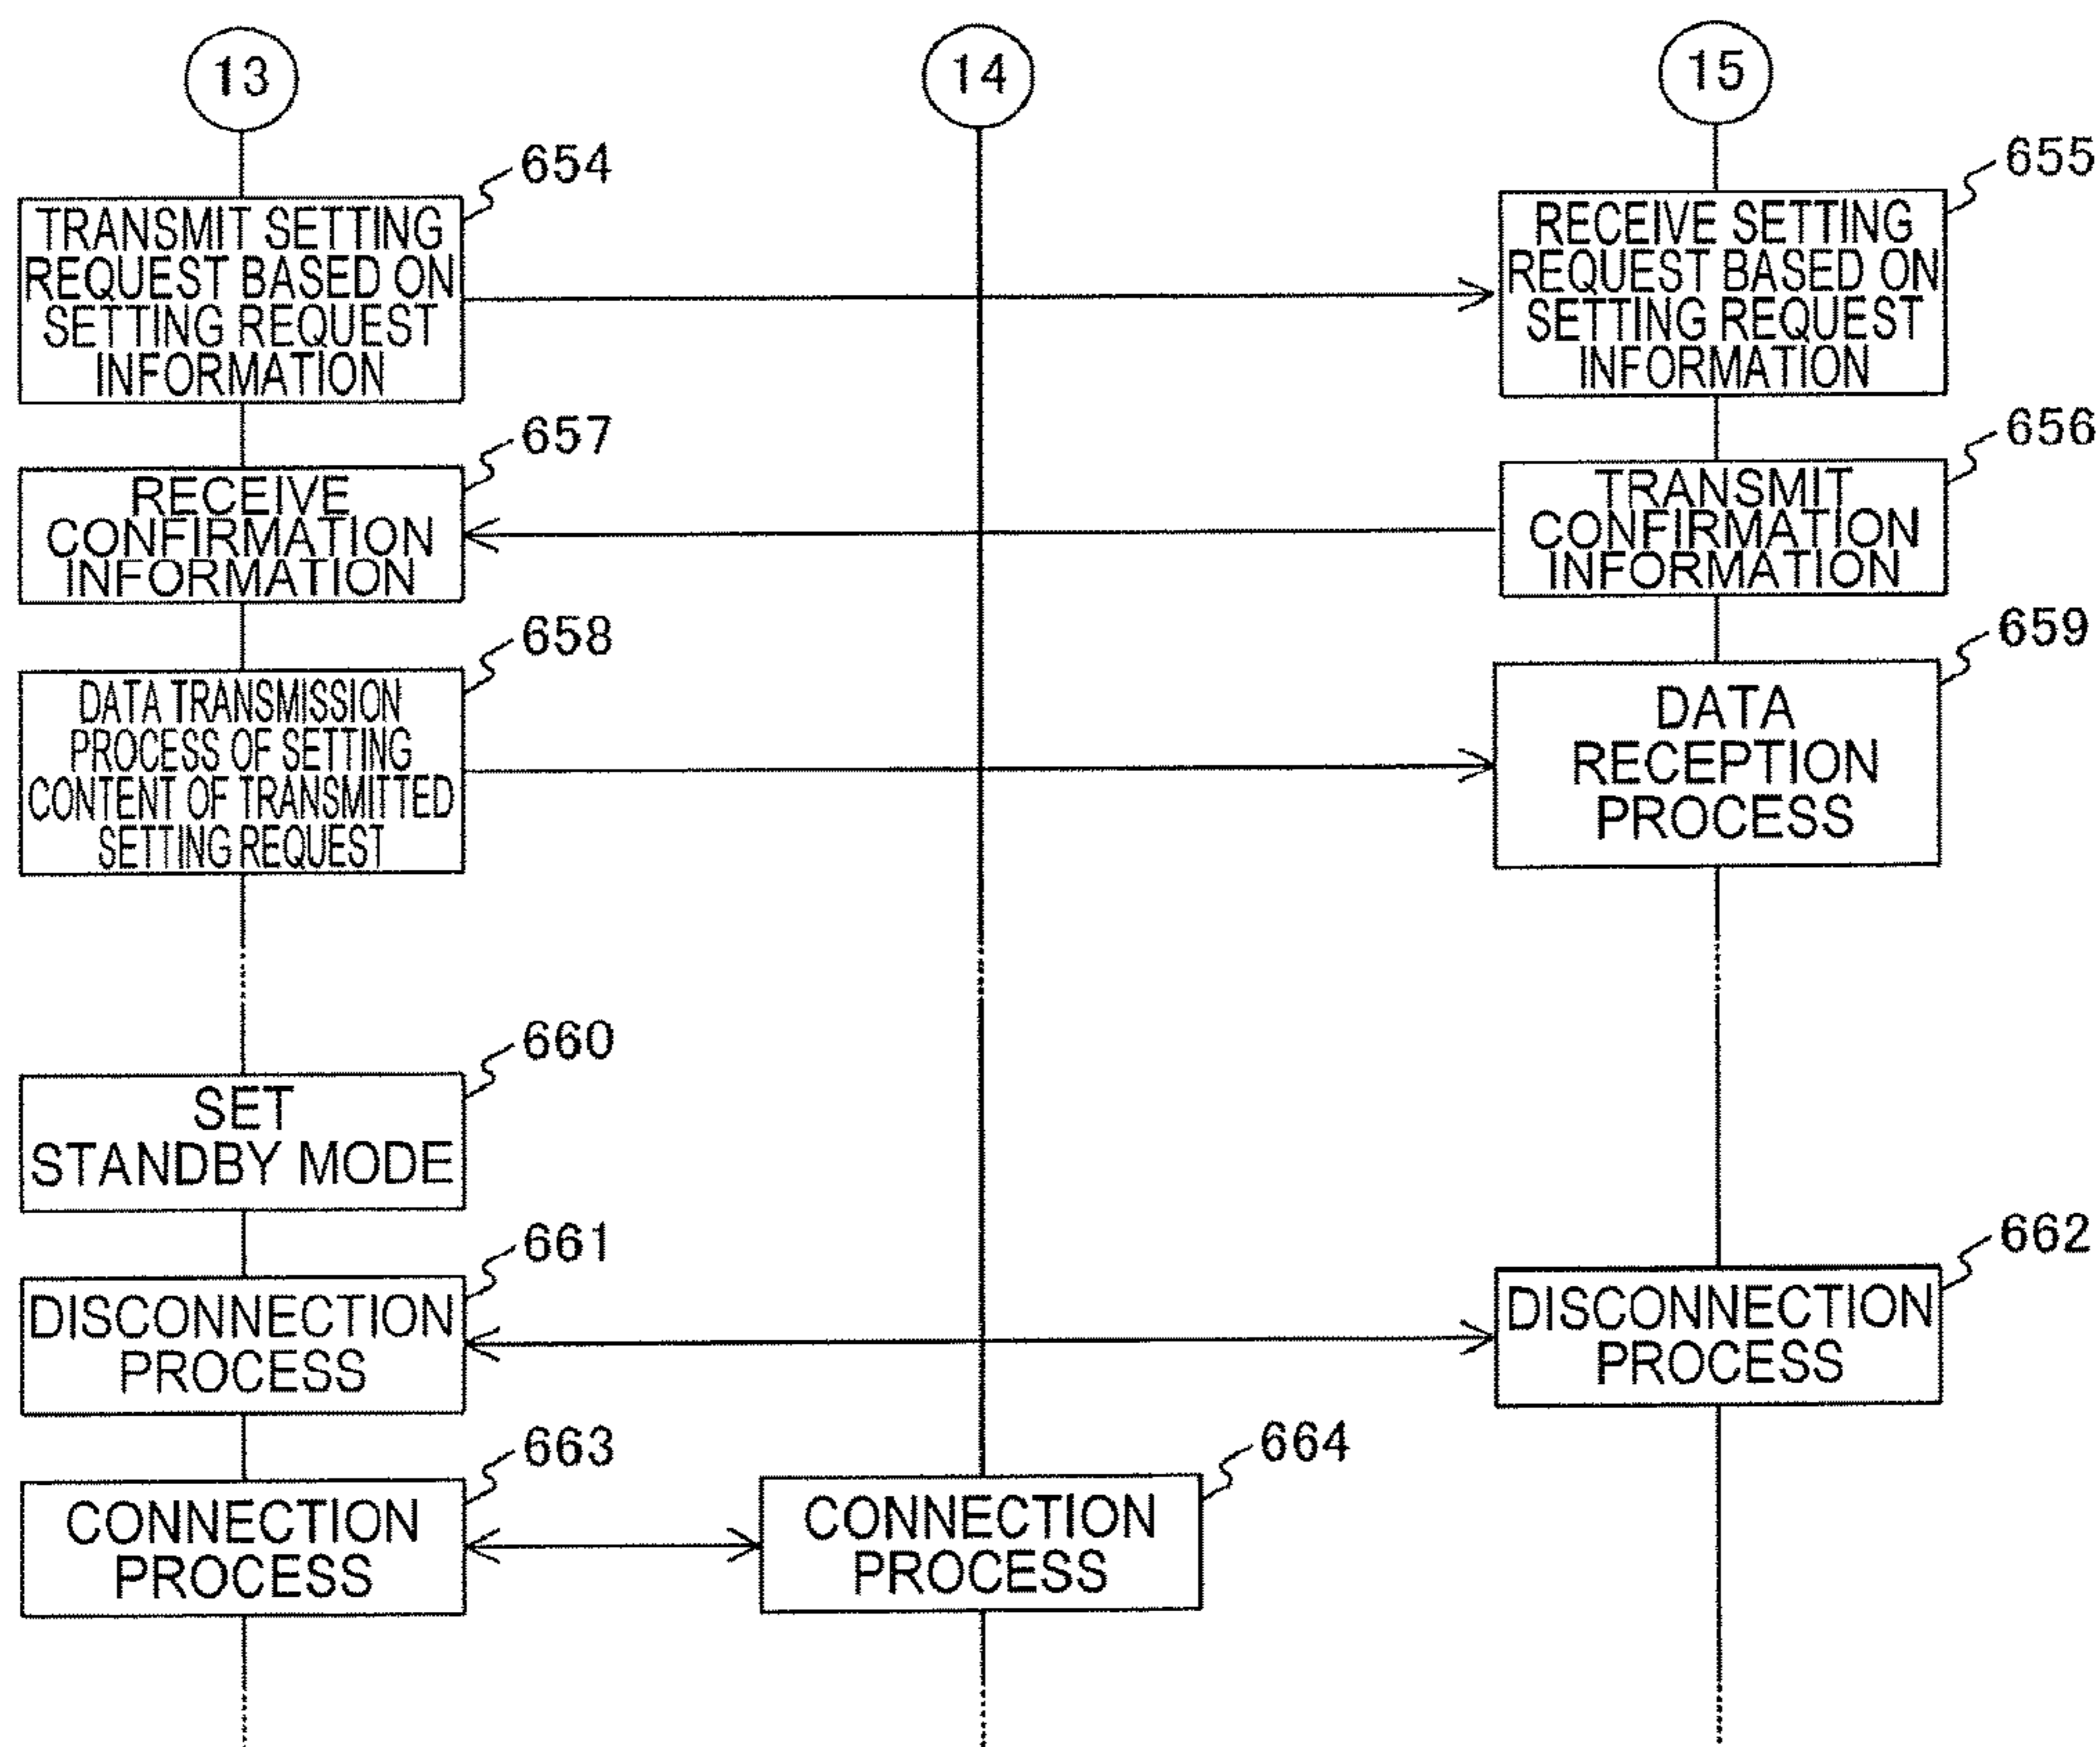 13
14
15
654
TRANSMIT SETTING
REQUEST BASED ON
SETTING REQUEST
INFORMATION
655
RECEIVE SETTING
REQUEST BASED ON
SETTING REQUEST
INFORMATION
657
RECEIVE
CONFIRMATION
INFORMATION
656
TRANSMIT
CONFIRMATION
INFORMATION
658
DATA TRANSMISSION
PROCESS OF SETTING
CONTENT OF TRANSMITTED
SETTING REQUEST
659
DATA
RECEPTION
PROCESS
660
SET
STANDBY MODE
661
DISCONNECTION
PROCESS
662
DISCONNECTION
PROCESS
663
CONNECTION
PROCESS
664
CONNECTION
PROCESS